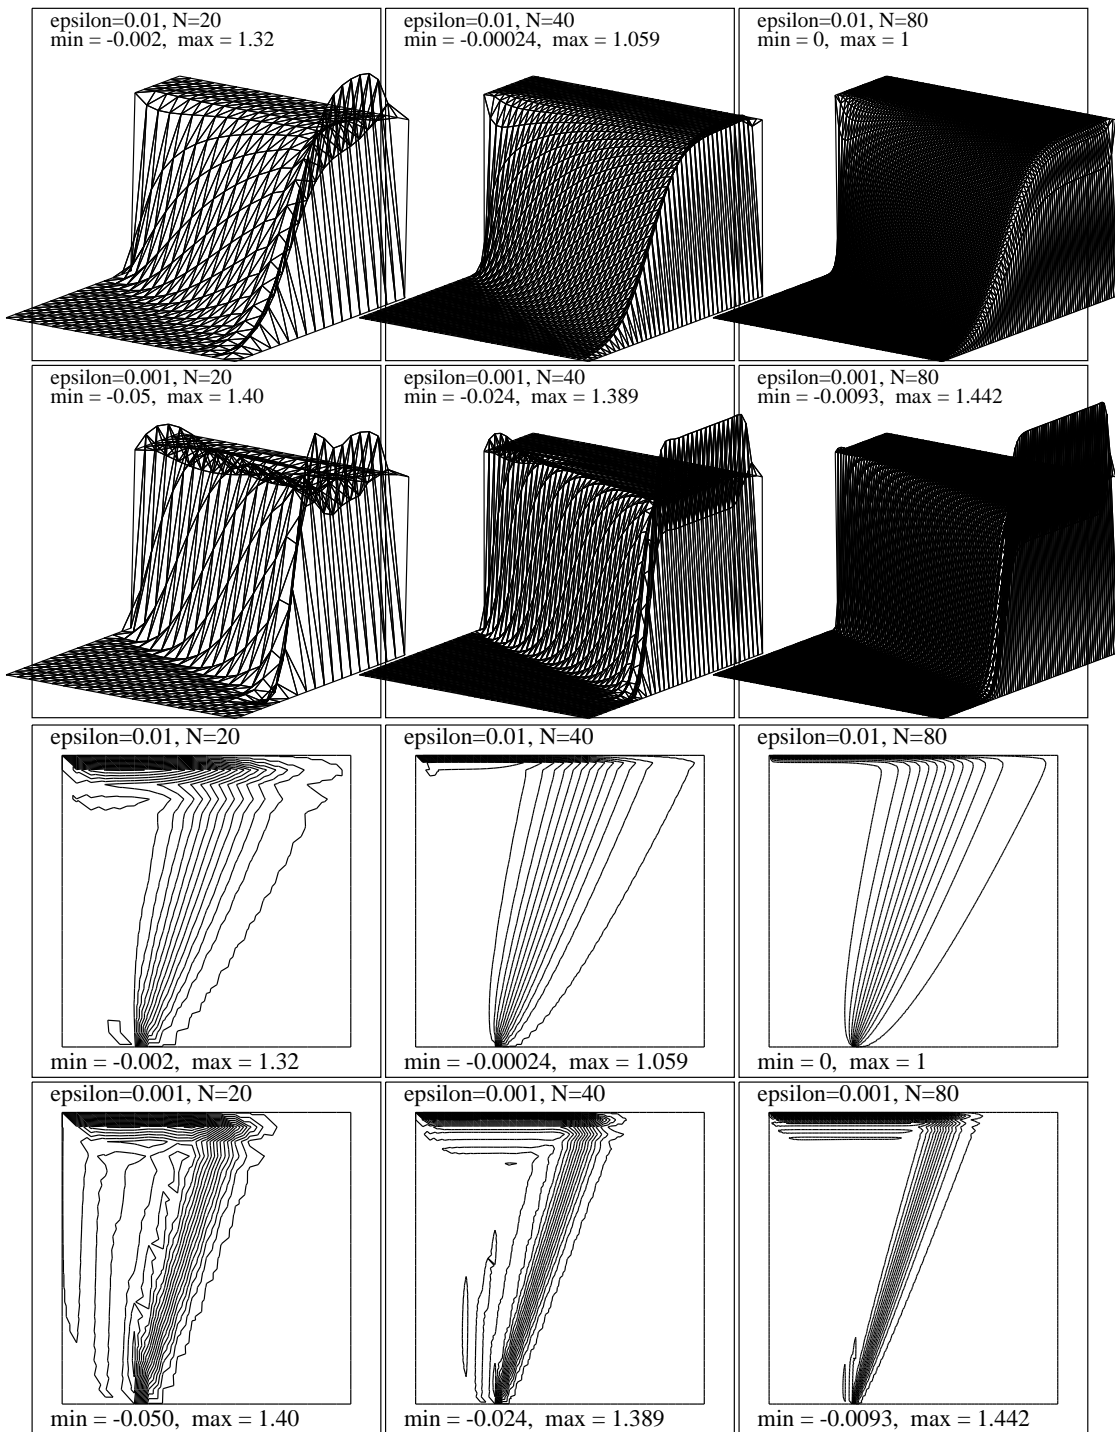 epsilon=0.01, N=20
min = -0.002,  max = 1.32
epsilon=0.01, N=40
min = -0.00024,  max = 1.059
epsilon=0.01, N=80
min = 0,  max = 1
epsilon=0.001, N=20
min = -0.05,  max = 1.40
epsilon=0.001, N=40
min = -0.024,  max = 1.389
epsilon=0.001, N=80
min = -0.0093,  max = 1.442
epsilon=0.01, N=20
min = -0.002,  max = 1.32
epsilon=0.01, N=40
min = -0.00024,  max = 1.059
epsilon=0.01, N=80
min = 0,  max = 1
epsilon=0.001, N=20
min = -0.050,  max = 1.40
epsilon=0.001, N=40
min = -0.024,  max = 1.389
epsilon=0.001, N=80
min = -0.0093,  max = 1.442